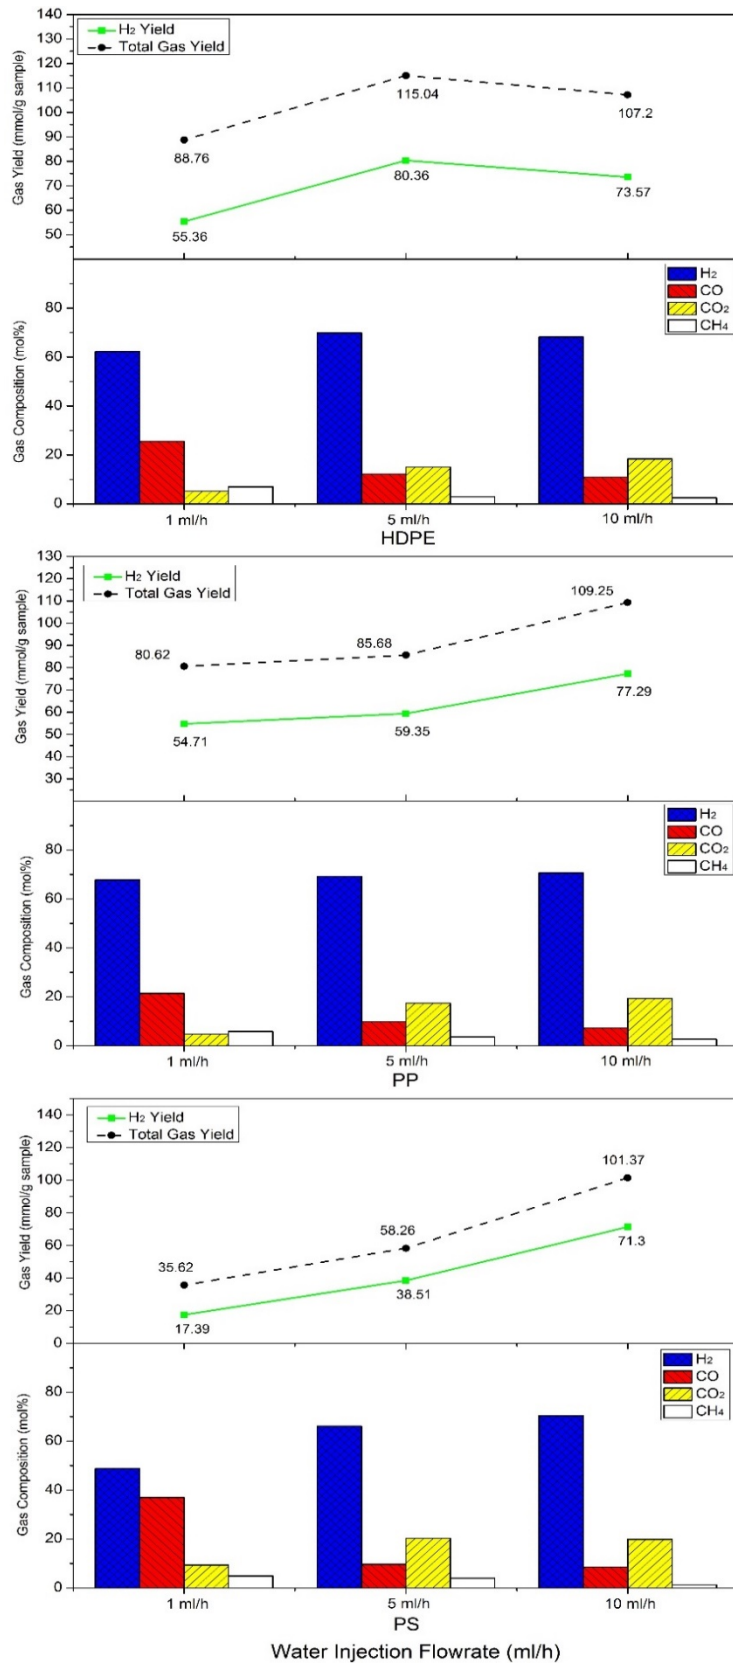 Gas Yield (mmol/g sample)
140
130
120
110
100
90
80
70
60
50
H₂ Yield
Total Gas Yield
88.76
115.04
107.2
55.36
80.36
73.57
Gas Composition (mol%)
80
60
40
20
0
H₂
CO
CO₂
CH₄
1 ml/h
5 ml/h
10 ml/h
HDPE
Gas Yield (mmol/g sample)
130
120
110
100
90
80
70
60
50
40
30
H₂ Yield
Total Gas Yield
80.62
85.68
109.25
54.71
59.35
77.29
Gas Composition (mol%)
80
60
40
20
0
H₂
CO
CO₂
CH₄
1 ml/h
5 ml/h
10 ml/h
PP
Gas Yield (mmol/g sample)
140
120
100
80
60
40
20
0
H₂ Yield
Total Gas Yield
35.62
58.26
101.37
17.39
38.51
71.3
Gas Composition (mol%)
80
60
40
20
0
H₂
CO
CO₂
CH₄
1 ml/h
5 ml/h
10 ml/h
PS
Water Injection Flowrate (ml/h)